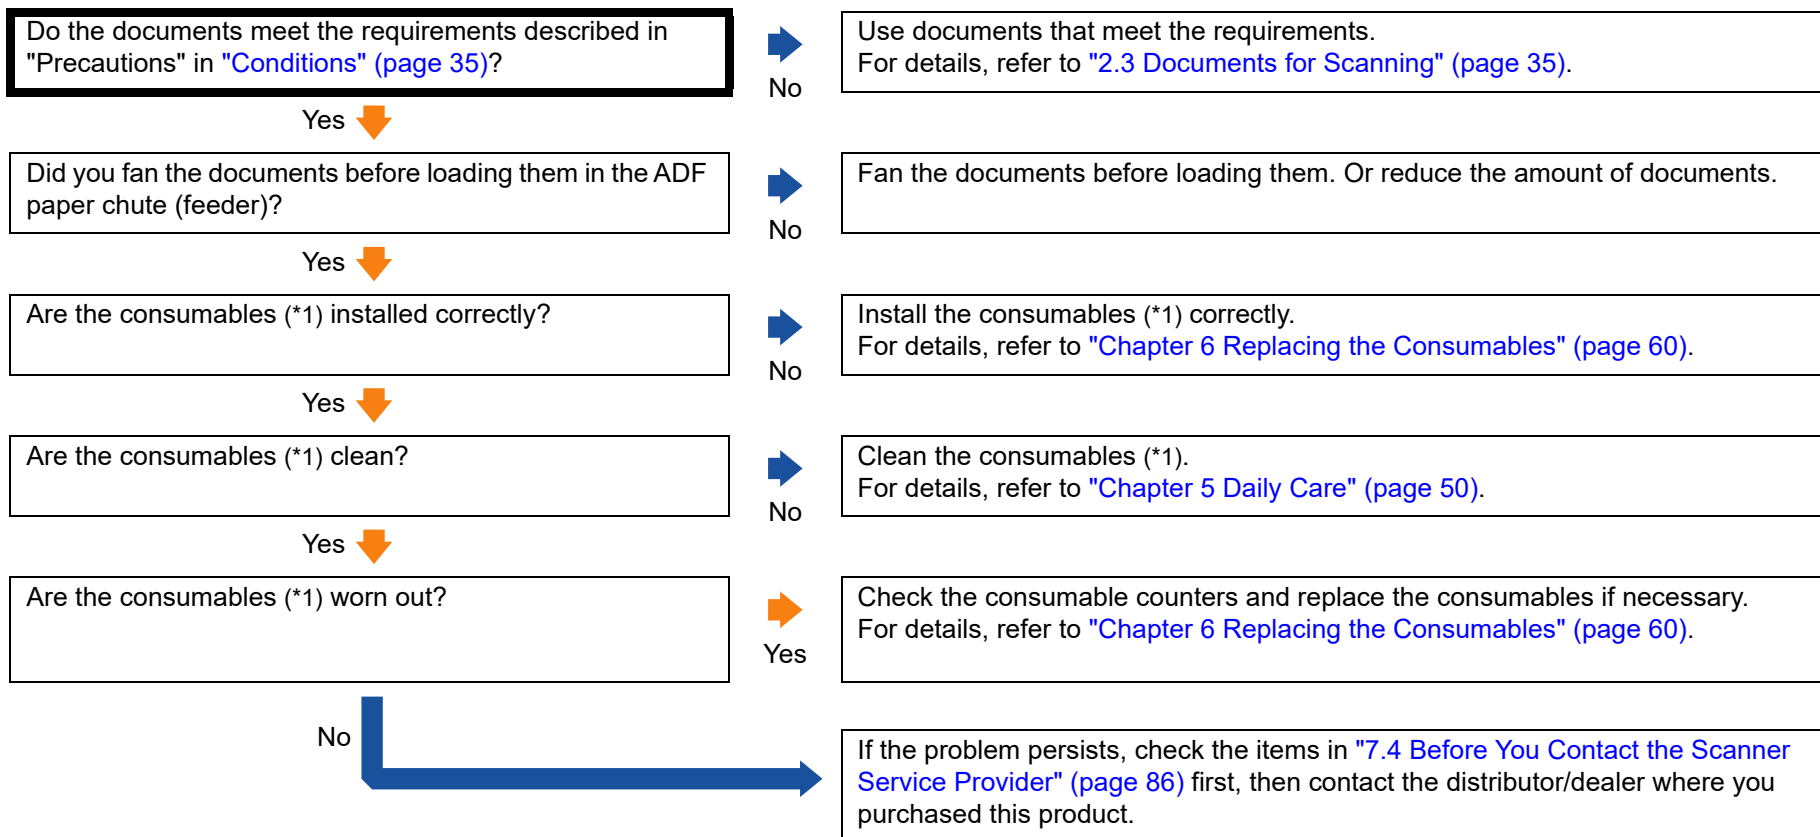 Do the documents meet the requirements described in
"Precautions" in "Conditions" (page 35)?
No
Use documents that meet the requirements.
For details, refer to "2.3 Documents for Scanning" (page 35).
Yes
Did you fan the documents before loading them in the ADF
paper chute (feeder)?
No
Fan the documents before loading them. Or reduce the amount of documents.
Yes
Are the consumables (*1) installed correctly?
No
Install the consumables (*1) correctly.
For details, refer to "Chapter 6 Replacing the Consumables" (page 60).
Yes
Are the consumables (*1) clean?
No
Clean the consumables (*1).
For details, refer to "Chapter 5 Daily Care" (page 50).
Yes
Are the consumables (*1) worn out?
Yes
Check the consumable counters and replace the consumables if necessary.
For details, refer to "Chapter 6 Replacing the Consumables" (page 60).
No
If the problem persists, check the items in "7.4 Before You Contact the Scanner
Service Provider" (page 86) first, then contact the distributor/dealer where you
purchased this product.